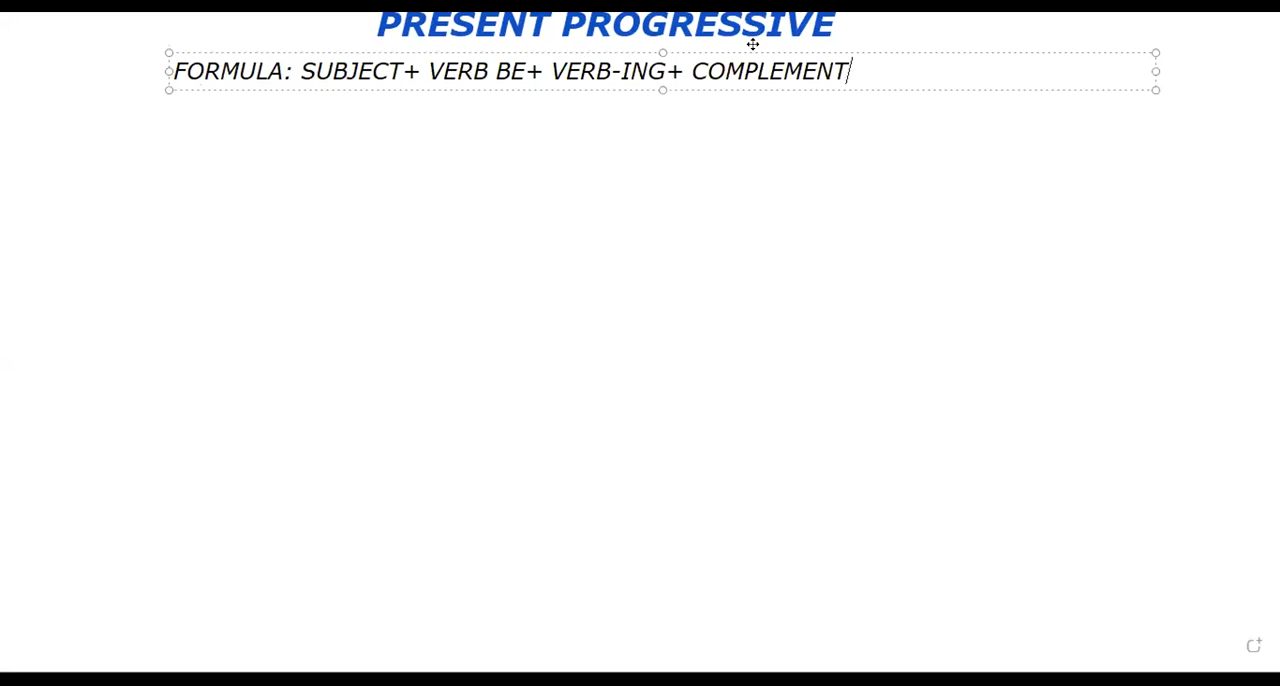 PRESENT PROGRESSIVE
FORMULA: SUBJECT+ VERB BE+ VERB-ING+ COMPLEMENT